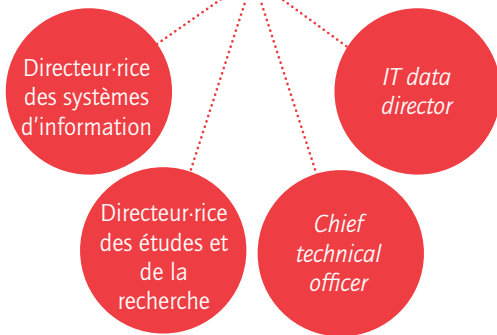 Directeur·rice
des systèmes
d'information
IT data
director
Directeur·rice
des études et
de la
recherche
Chief
technical
officer